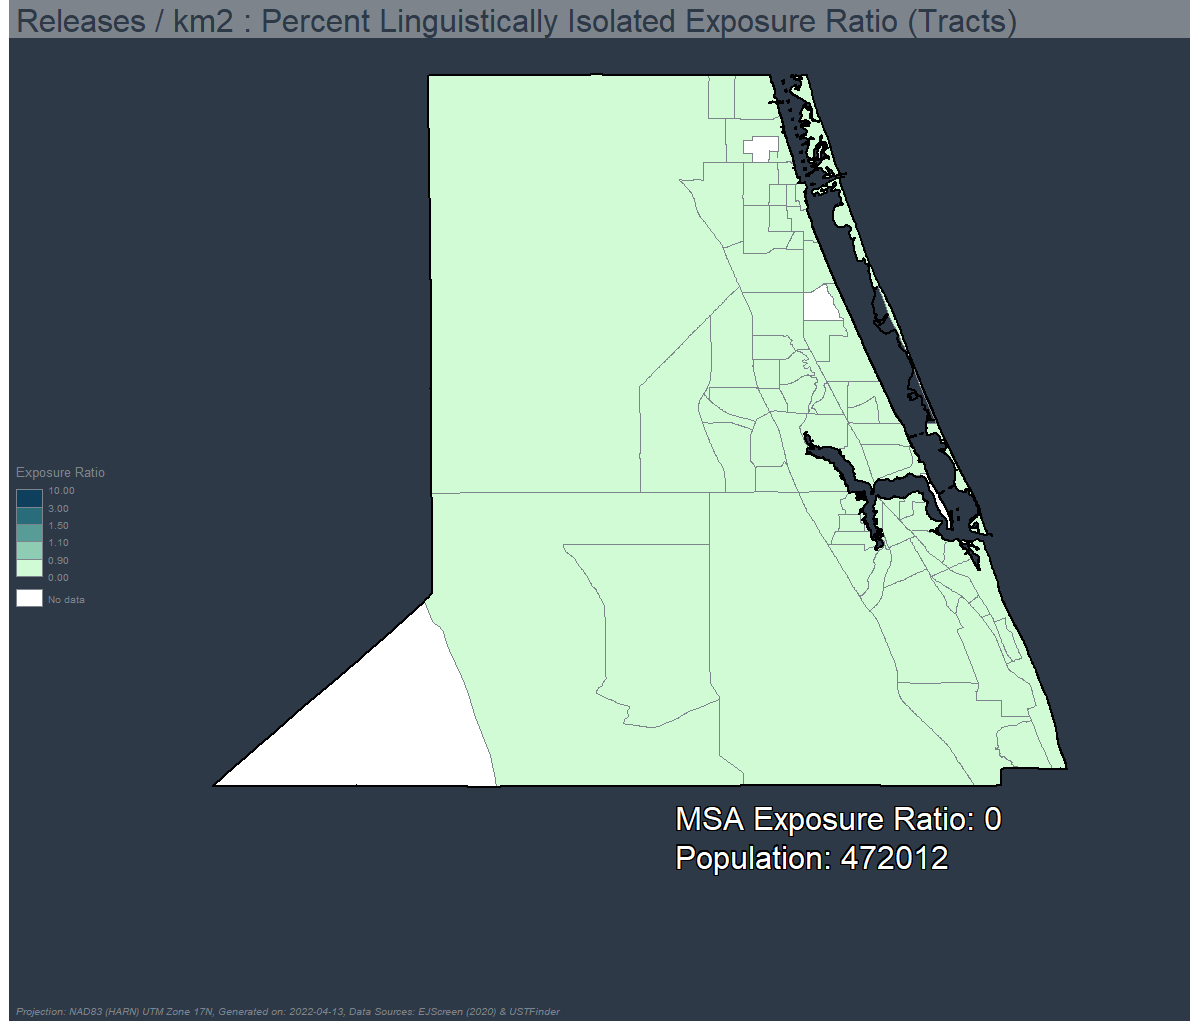 Releases / km2 : Percent Linguistically Isolated Exposure Ratio (Tracts)
Exposure Ratio
10.00
3.00
1.50
1.10
0.90
0.00
No data
MSA Exposure Ratio: 0
Population: 472012
Projection: NAD83 (HARN) UTM Zone 17N, Generated on: 2022-04-13, Data Sources: EJScreen (2020) & USTFinder